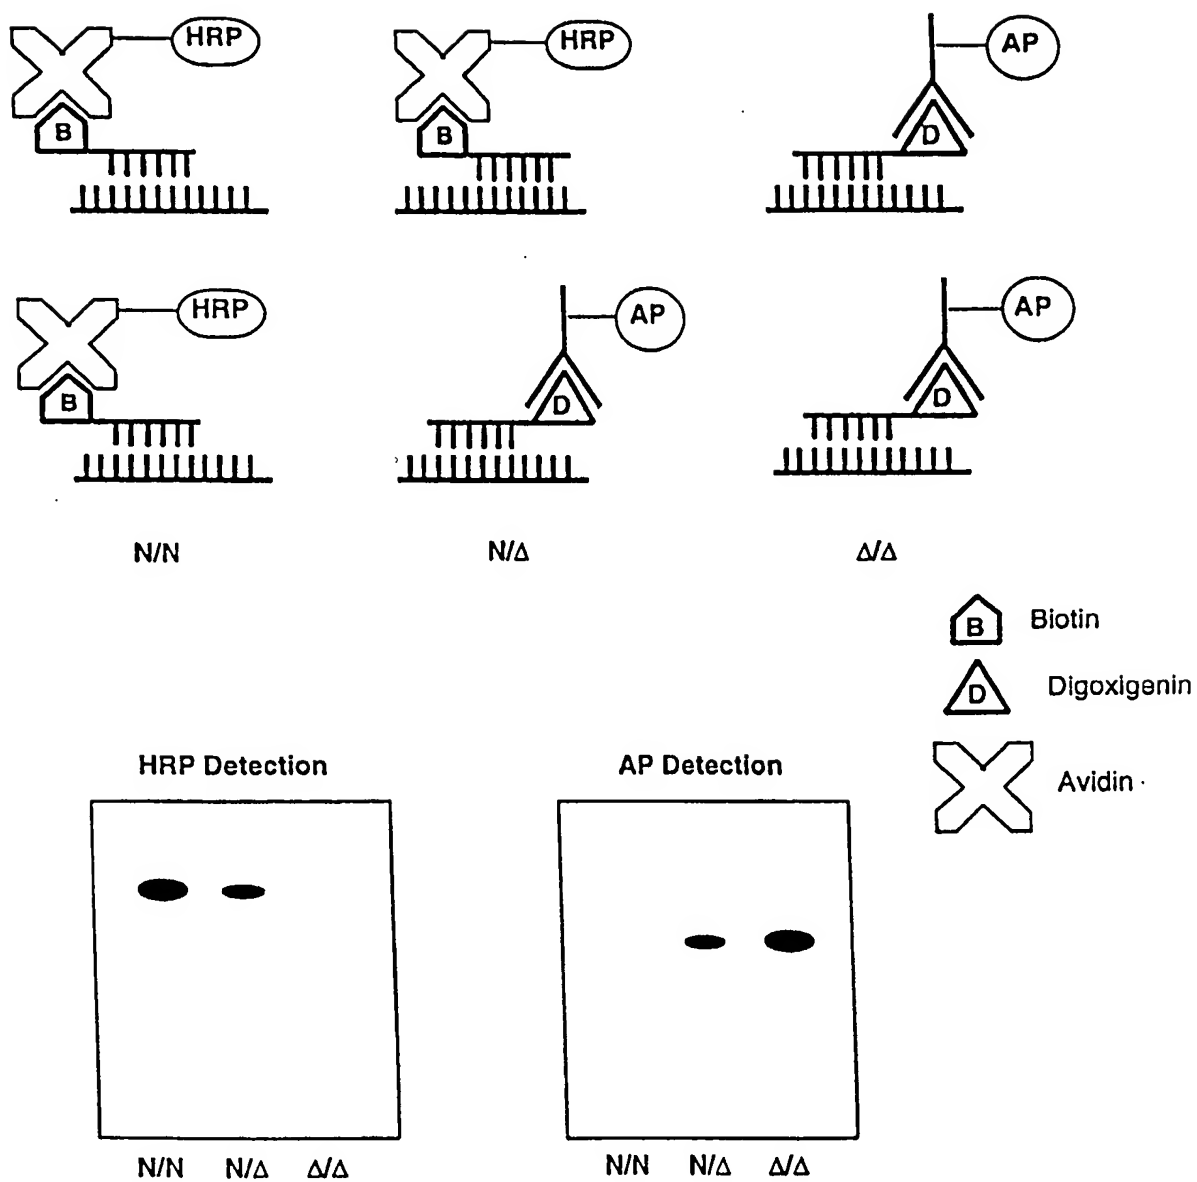 HRP HRP AP
B B D
HRP AP AP
B D D
N/N N/Δ Δ/Δ
B Biotin
D Digoxigenin
Avidin
HRP Detection AP Detection
N/N N/Δ Δ/Δ N/N N/Δ Δ/Δ